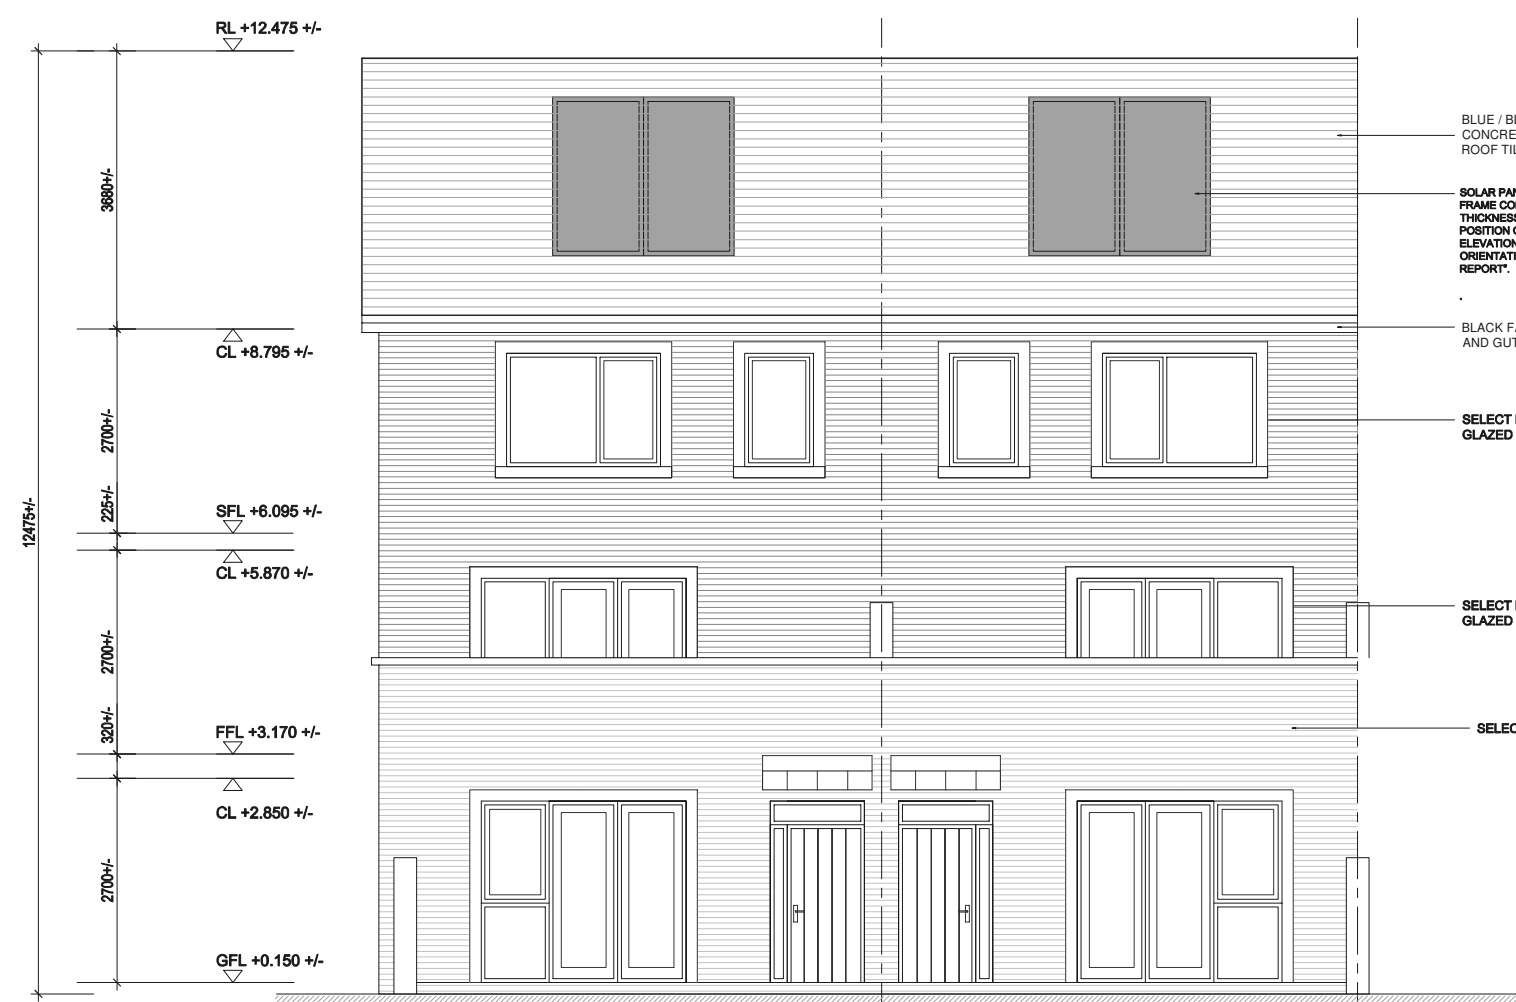 RL +12.475 +/-
3680+/-
CL +8.795 +/-
2700+/-
225+/-
12475+/-
SFL +6.095 +/-
CL +5.870 +/-
2700+/-
320+/-
FFL +3.170 +/-
CL +2.850 +/-
2700+/-
GFL +0.150 +/-
BLUE / BL
CONCRE
ROOF TIL
SOLAR PAN
FRAME CO
THICKNESS
POSITION O
ELEVATION
ORIENTATI
REPORT".
.
BLACK FA
AND GUT
SELECT
GLAZED
SELECT
GLAZED
SELEC